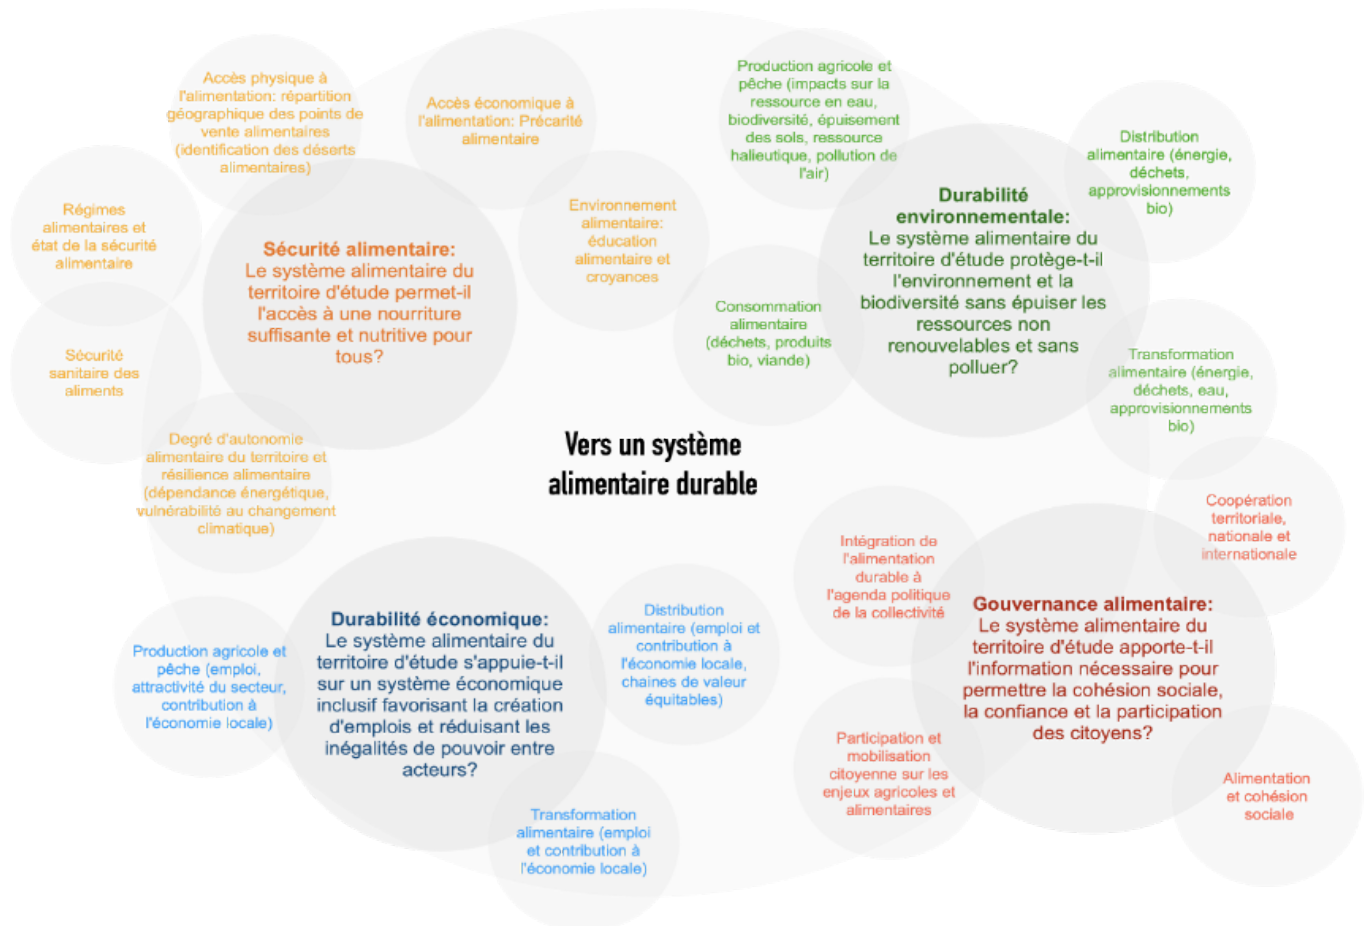 Accès physique à
l'alimentation: répartition
géographique des points de
vente alimentaires
(identification des déserts
alimentaires)
Accès économique à
l'alimentation: Précarité
alimentaire
Régimes
alimentaires et
état de la sécurité
alimentaire
Environnement
alimentaire:
éducation
alimentaire et
croyances
Sécurité alimentaire:
Le système alimentaire du
territoire d'étude permet-il
l'accès à une nourriture
suffisante et nutritive pour
tous?
Sécurité
sanitaire des
aliments
Degré d'autonomie
alimentaire du territoire et
résilience alimentaire
(dépendance énergétique,
vulnérabilité au changement
climatique)
Production agricole et
pêche (impacts sur la
ressource en eau,
biodiversité, épuisement
des sols, ressource
halieutique, pollution de
l'air)
Distribution
alimentaire (énergie,
déchets,
approvisionnements
bio)
Durabilité
environnementale:
Le système alimentaire du
territoire d'étude protège-t-il
l'environnement et la
biodiversité sans épuiser les
ressources non
renouvelables et sans
polluer?
Consommation
alimentaire
(déchets, produits
bio, viande)
Transformation
alimentaire (énergie,
déchets, eau,
approvisionnements
bio)
Vers un système
alimentaire durable
Durabilité économique:
Le système alimentaire du
territoire d'étude s'appuie-t-il
sur un système économique
inclusif favorisant la création
d'emplois et réduisant les
inégalités de pouvoir entre
acteurs?
Production agricole et
pêche (emploi,
attractivité du secteur,
contribution à
l'économie locale)
Distribution
alimentaire (emploi et
contribution à
l'économie locale,
chaines de valeur
équitables)
Transformation
alimentaire (emploi
et contribution à
l'économie locale)
Intégration de
l'alimentation
durable à
l'agenda politique
de la collectivité
Coopération
territoriale,
nationale et
internationale
Gouvernance alimentaire:
Le système alimentaire du
territoire d'étude apporte-t-il
l'information nécessaire pour
permettre la cohésion sociale,
la confiance et la participation
des citoyens?
Participation et
mobilisation
citoyenne sur les
enjeux agricoles et
alimentaires
Alimentation
et cohésion
sociale